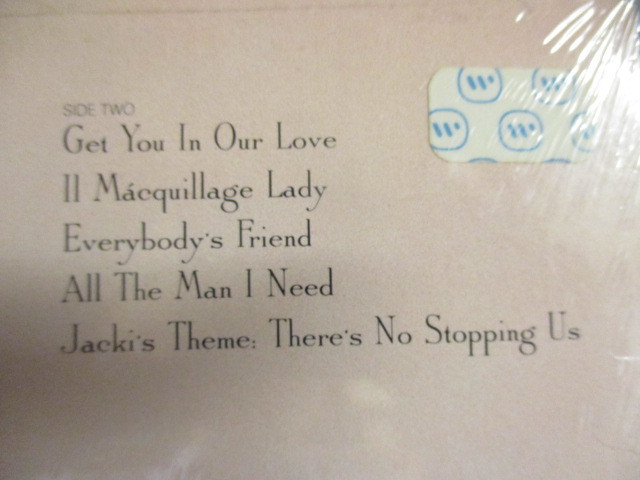 SIDE TWO
Get You In Our Love
Il Mácquillage Lady
Everybody's Friend
All The Man I Need
Jacki's Theme: There's No Stopping Us